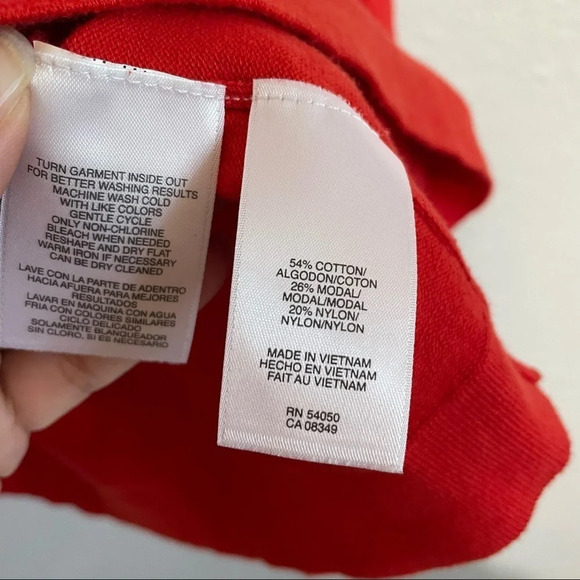 TURN GARMENT INSIDE OUT
FOR BETTER WASHING RESULTS
MACHINE WASH COLD
WITH LIKE COLORS
GENTLE CYCLE
ONLY NON-CHLORINE
BLEACH WHEN NEEDED
RESHAPE AND DRY FLAT
WARM IRON IF NECESSARY
CAN BE DRY CLEANED
LAVE CON LA PARTE DE ADENTRO
HACIA AFUERA PARA MEJORES
RESULTADOS
LAVAR EN MAQUINA CON AGUA
FRIA CON COLORES SIMILARES
CICLO DELICADO
SOLAMENTE BLANQUEADOR
SIN CLORO, SI ES NECESARIO
54% COTTON/
ALGODON/COTON
26% MODAL/
MODAL/MODAL
20% NYLON/
NYLON/NYLON
MADE IN VIETNAM
HECHO EN VIETNAM
FAIT AU VIETNAM
RN 54050
CA 08349